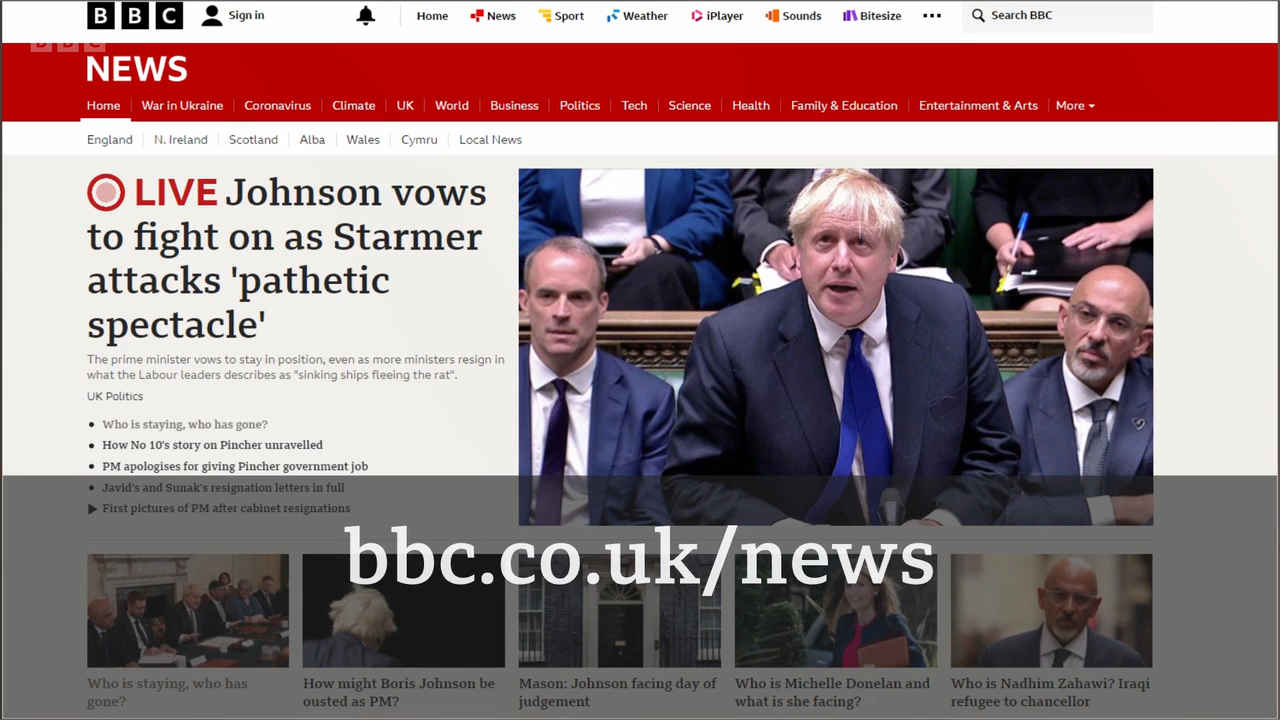 BBC
Sign in
Home
News
Sport
Weather
iPlayer
Sounds
Bitesize
Search BBC
BBC
NEWS
Home
War in Ukraine
Coronavirus
Climate
UK
World
Business
Politics
Tech
Science
Health
Family & Education
Entertainment & Arts
More
England
N. Ireland
Scotland
Alba
Wales
Cymru
Local News
LIVE Johnson vows
to fight on as Starmer
attacks 'pathetic
spectacle'
The prime minister vows to stay in position, even as more ministers resign in
what the Labour leaders describes as "sinking ships fleeing the rat".
UK Politics
Who is staying, who has gone?
How No 10's story on Pincher unravelled
PM apologises for giving Pincher government job
Javid's and Sunak's resignation letters in full
First pictures of PM after cabinet resignations
bbc.co.uk/news
Who is staying, who has
gone?
How might Boris Johnson be
ousted as PM?
Mason: Johnson facing day of
judgement
Who is Michelle Donelan and
what is she facing?
Who is Nadhim Zahawi? Iraqi
refugee to chancellor